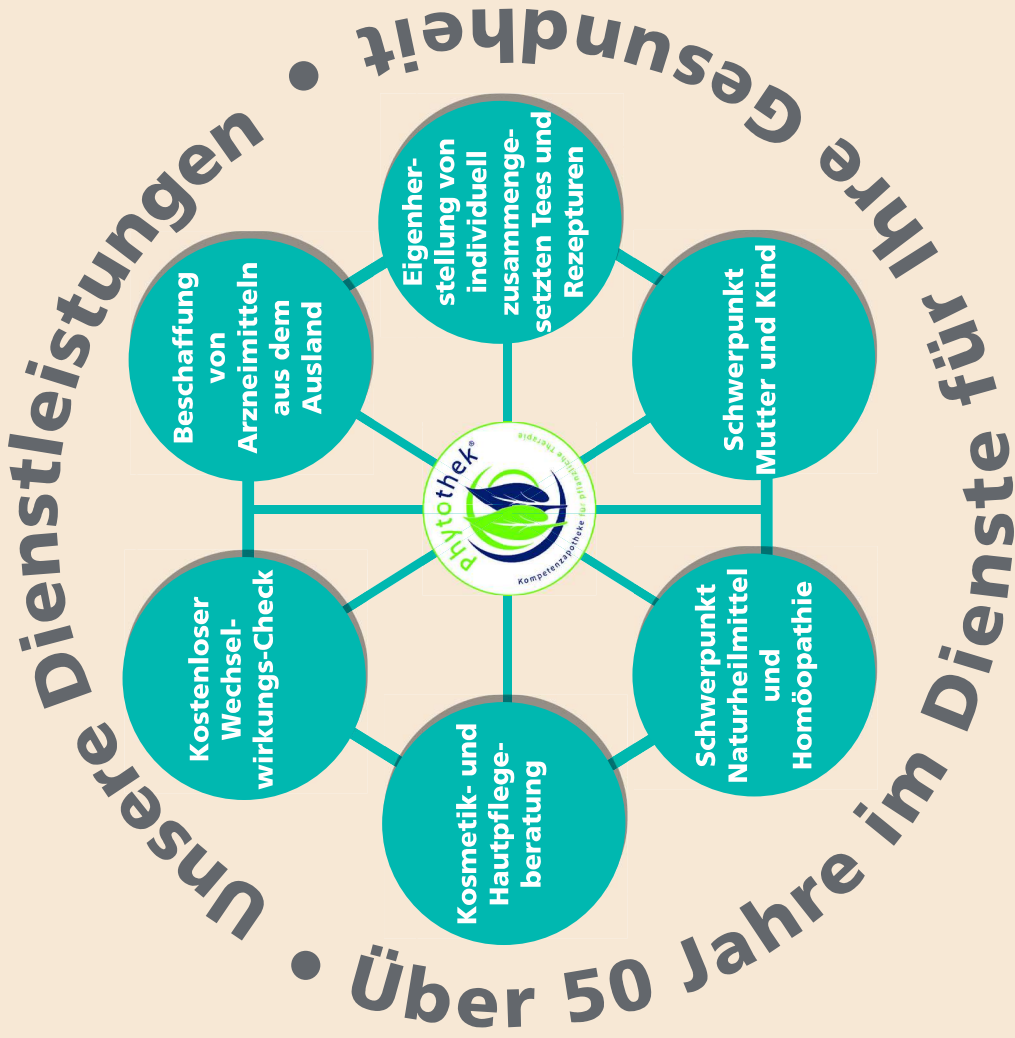 Unsere Dienstleistungen •
Über 50 Jahre im Dienste für Ihre Gesundheit •
Kostenloser
Wechsel-
wirkungs-Check
Beschaffung
von
Arzneimitteln
aus dem
Ausland
Eigenher-
stellung von
individuell
zusammenge-
setzten Tees und
Rezepturen
Schwerpunkt
Mutter und Kind
Schwerpunkt
Naturheilmittel
und
Homöopathie
Kosmetik- und
Hautpflege-
beratung
Phytothek®
Kompetenzapotheke für pflanzliche Therapie